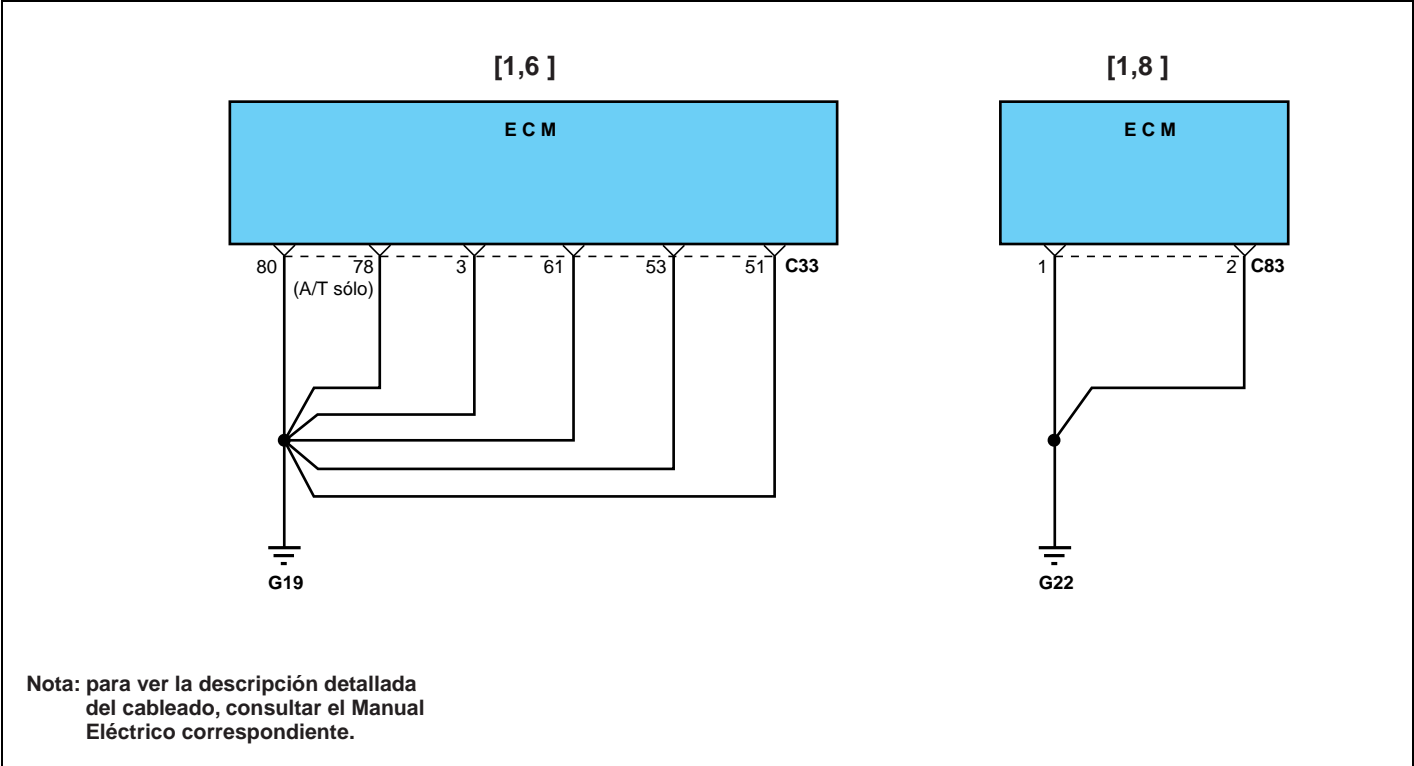 [1,6 ]
[1,8 ]
E C M
E C M
80
78
3
61
53
51
C33
(A/T sólo)
1
2
C83
G19
G22
Nota: para ver la descripción detallada
del cableado, consultar el Manual
Eléctrico correspondiente.